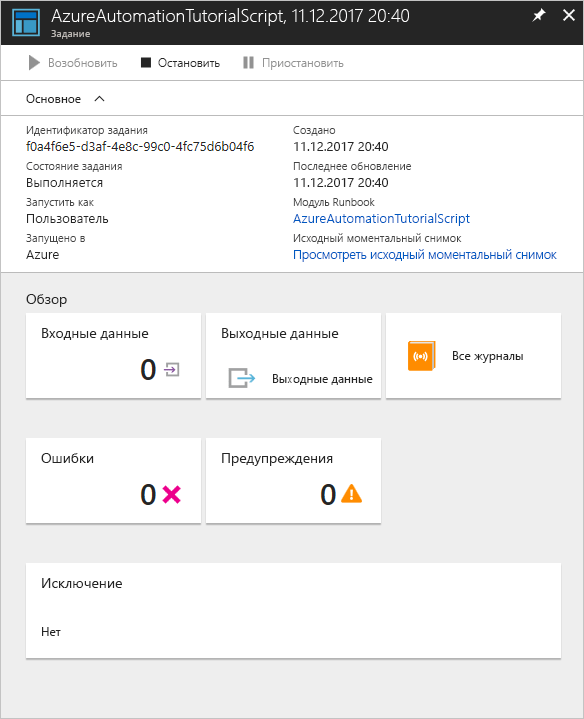 AzureAutomationTutorialScript, 11.12.2017 20:40
Задание
Возобновить Остановить Приостановить
Основное
Идентификатор задания
f0a4f6e5-d3af-4e8c-99c0-4fc75d6b04f6
Состояние задания
Выполняется
Запустить как
Пользователь
Запущено в
Azure
Создано
11.12.2017 20:40
Последнее обновление
11.12.2017 20:40
Модуль Runbook
AzureAutomationTutorialScript
Исходный моментальный снимок
Просмотреть исходный моментальный снимок
Обзор
Входные данные
0
Выходные данные
Выходные данные
Все журналы
Ошибки
0
Предупреждения
0
Исключение
Нет